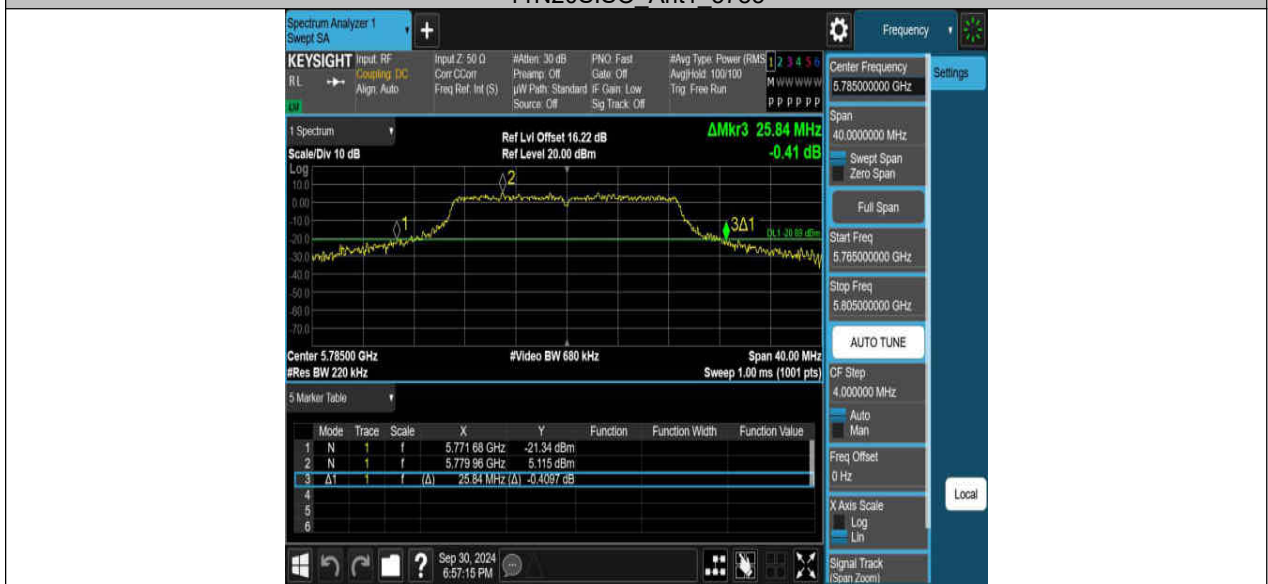 Spectrum Analyzer 1
Swept SA
+
Frequency
KEYSIGHT
RL
Input: RF
Coupling: DC
Align: Auto
Input Z: 50 Ω
Corr CCorr
Freq Ref: Int (S)
#Atten: 30 dB
Preamp: Off
µW Path: Standard
Source: Off
PNO: Fast
Gate: Off
IF Gain: Low
Sig Track: Off
#Avg Type: Power (RMS
Avg|Hold: 100/100
Trig: Free Run
1 2 3 4 5 6
M W W W W W
P P P P P P
Center Frequency
5.785000000 GHz
Settings
Span
40.0000000 MHz
Swept Span
Zero Span
Full Span
Start Freq
5.765000000 GHz
Stop Freq
5.805000000 GHz
AUTO TUNE
CF Step
4.000000 MHz
Auto
Man
Freq Offset
0 Hz
X Axis Scale
Log
Lin
Local
Signal Track
(Span Zoom)
1 Spectrum
Scale/Div 10 dB
Ref Lvl Offset 16.22 dB
Ref Level 20.00 dBm
ΔMkr3 25.84 MHz
-0.41 dB
Log
10.0
0.00
-10.0
-20.0
-30.0
-40.0
-50.0
-60.0
-70.0
2
1
3Δ1
Center 5.78500 GHz
#Res BW 220 kHz
#Video BW 680 kHz
Span 40.00 MHz
Sweep 1.00 ms (1001 pts)
5 Marker Table
Mode Trace Scale X Y Function Function Width Function Value
1 N 1 f 5.771 68 GHz -21.34 dBm
2 N 1 f 5.779 96 GHz 5.115 dBm
3 Δ1 1 f (Δ) 25.84 MHz (Δ) -0.4097 dB
4
5
6
?
Sep 30, 2024
6:57:15 PM